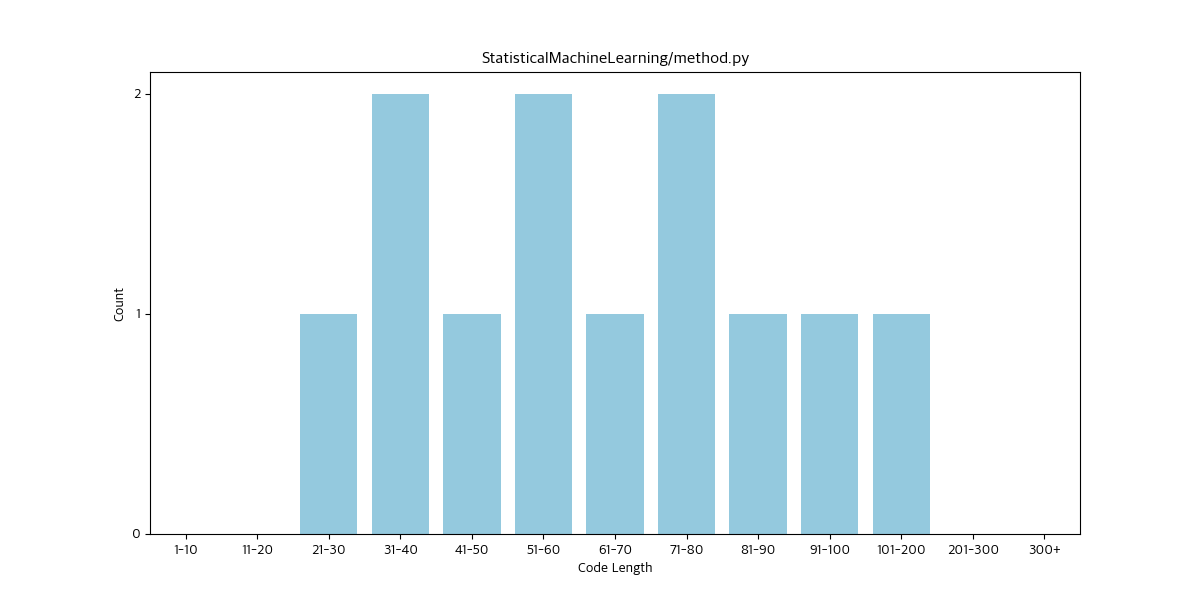 StatisticalMachineLearning/method.py
2
1
0
Count
1-10 11-20 21-30 31-40 41-50 51-60 61-70 71-80 81-90 91-100 101-200 201-300 300+
Code Length